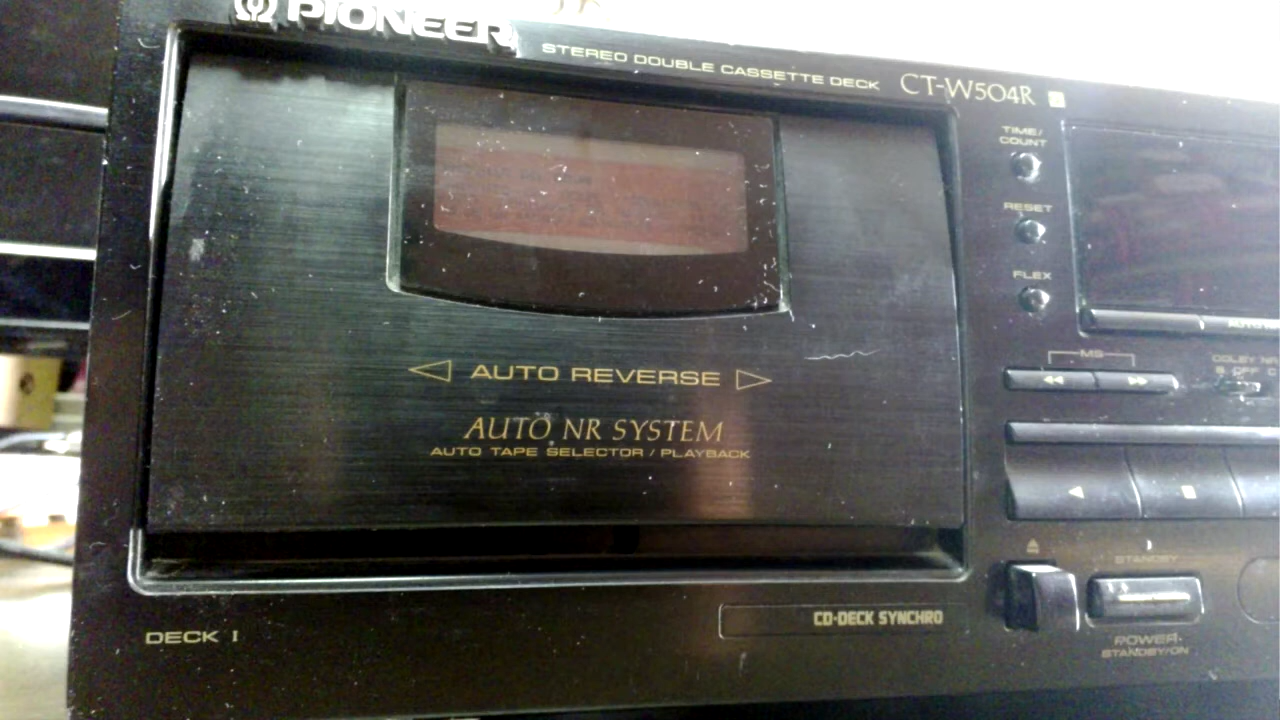 PIONEER
STEREO DOUBLE CASSETTE DECK CT-W504R
TIME/
COUNT
RESET
FLEX
MS
DOLBY NR
B OFF C
AUTO REVERSE
AUTO NR SYSTEM
AUTO TAPE SELECTOR / PLAYBACK
STANDBY
CD-DECK SYNCHRO
DECK I
POWER
STANDBY/ON